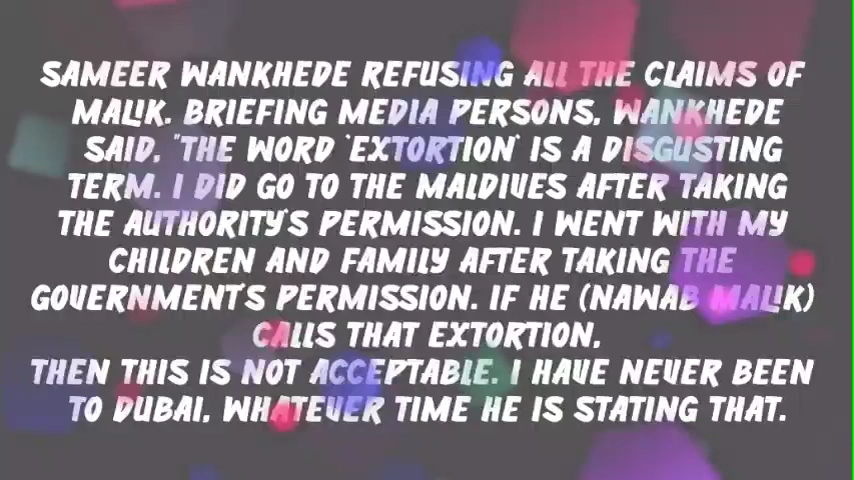 SAMEER WANKHEDE REFUSING ALL THE CLAIMS OF
MALIK. BRIEFING MEDIA PERSONS, WANKHEDE
SAID, "THE WORD 'EXTORTION' IS A DISGUSTING
TERM. I DID GO TO THE MALDIVES AFTER TAKING
THE AUTHORITY'S PERMISSION. I WENT WITH MY
CHILDREN AND FAMILY AFTER TAKING THE
GOVERNMENT'S PERMISSION. IF HE (NAWAB MALIK)
CALLS THAT EXTORTION,
THEN THIS IS NOT ACCEPTABLE. I HAVE NEVER BEEN
TO DUBAI, WHATEVER TIME HE IS STATING THAT.